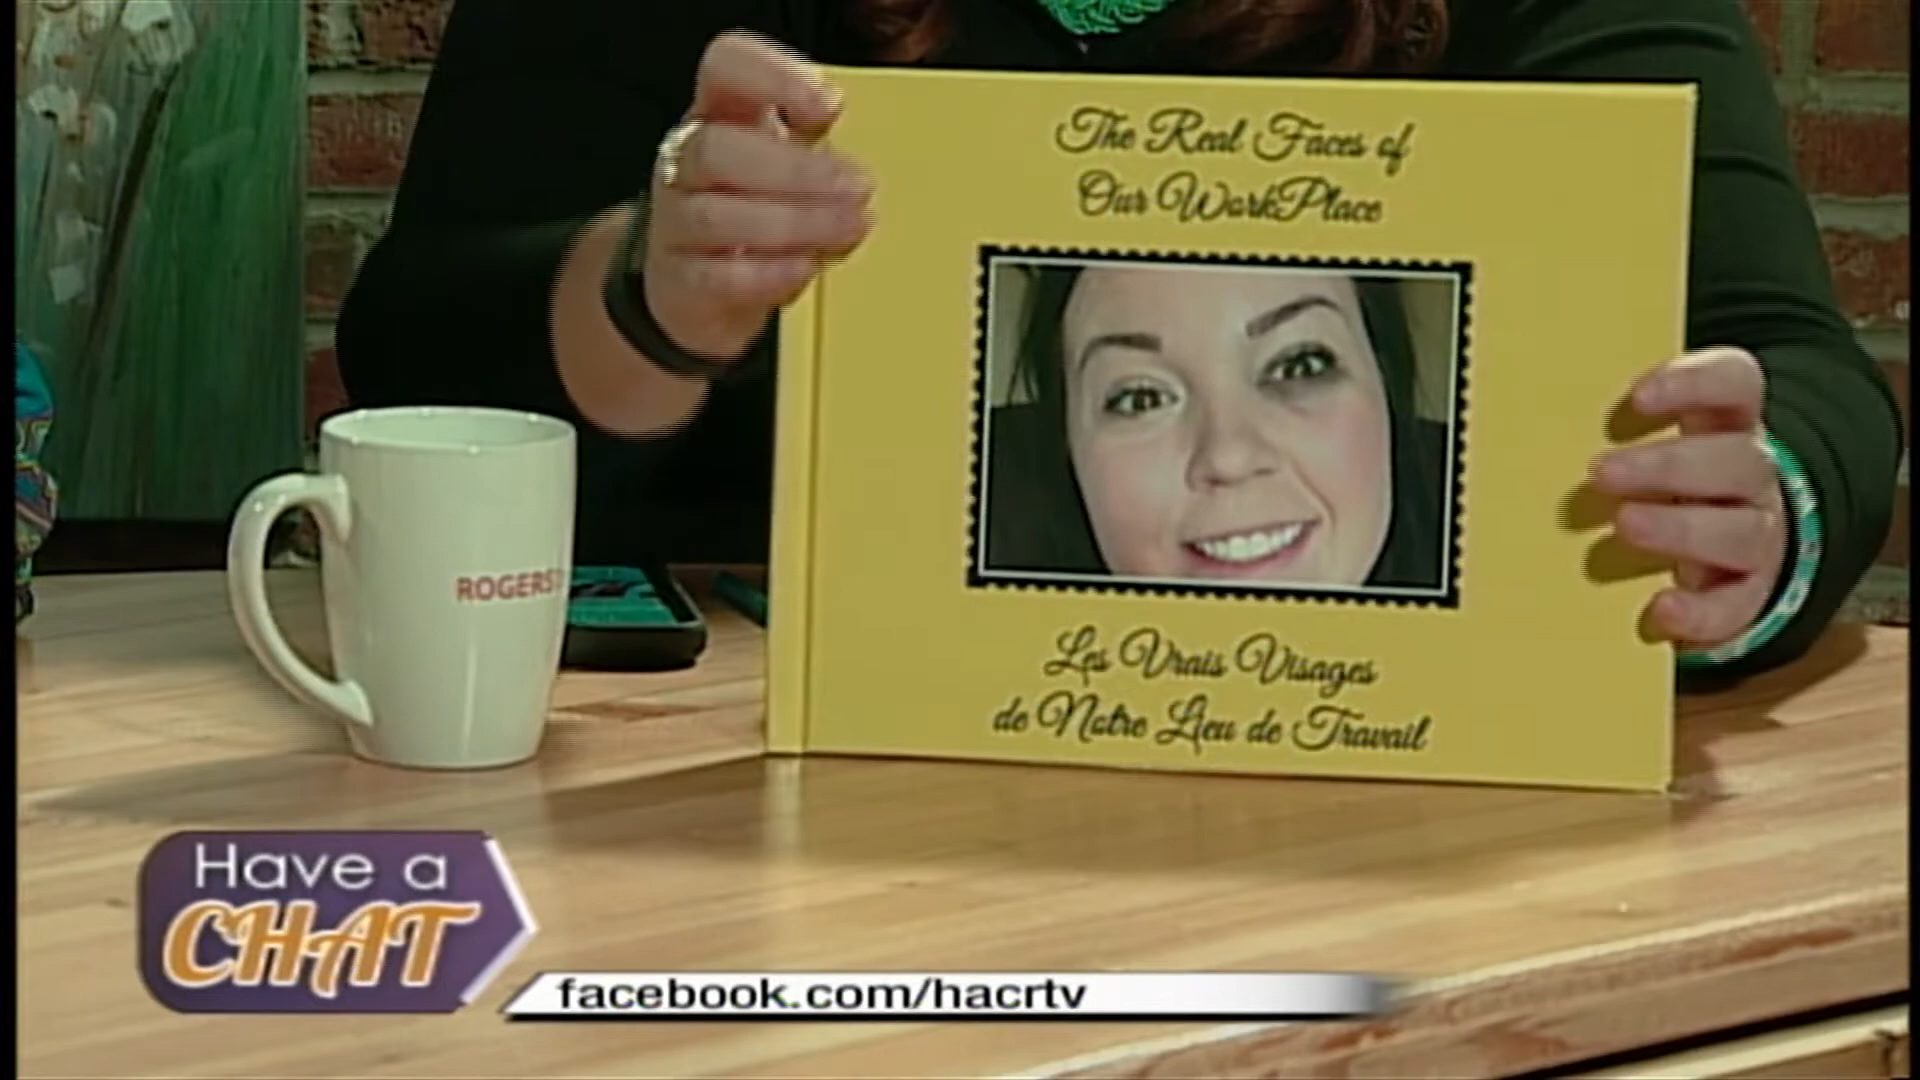 The Real Faces of
Our WorkPlace
ROGERS
Les Vrais Visages
de Notre Lieu de Travail
Have a
CHAT
facebook.com/hacrtv